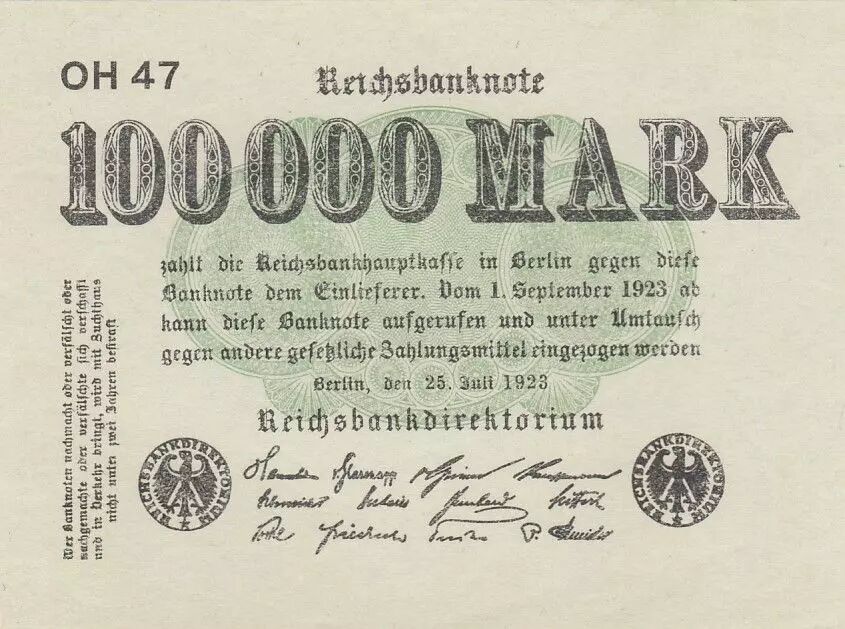 OH 47
Reichsbanknote
100000 MARK
zahlt die Reichsbankhauptkasse in Berlin gegen diese
Banknote dem Einlieferer. Vom 1. September 1923 ab
kann diese Banknote aufgerufen und unter Umtausch
gegen andere gesetzliche Zahlungsmittel eingezogen werden
Berlin, den 25. Juli 1923
Reichsbankdirektorium
Wer Banknoten nachmacht oder verfälscht oder
nachgemachte oder verfälschte sich verschafft
und in Verkehr bringt, wird mit Zuchthaus
nicht unter zwei Jahren bestraft
REICHSBANKDIREKTORIUM
REICHSBANKDIREKTORIUM